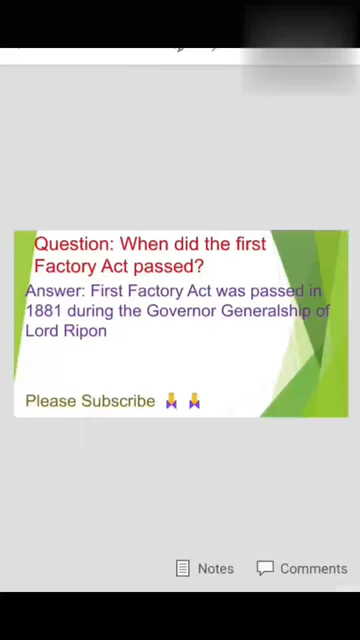 Question: When did the first
Factory Act passed?
Answer: First Factory Act was passed in
1881 during the Governor Generalship of
Lord Ripon
Please Subscribe
Notes
Comments